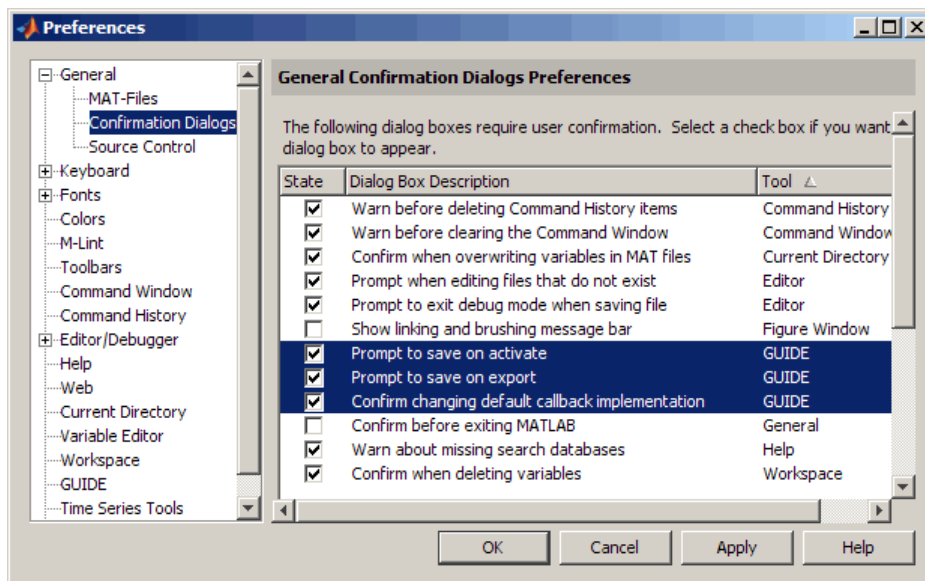 Preferences
General
MAT-Files
Confirmation Dialogs
Source Control
Keyboard
Fonts
Colors
M-Lint
Toolbars
Command Window
Command History
Editor/Debugger
Help
Web
Current Directory
Variable Editor
Workspace
GUIDE
Time Series Tools
General Confirmation Dialogs Preferences
The following dialog boxes require user confirmation. Select a check box if you want
dialog box to appear.
State Dialog Box Description Tool
Warn before deleting Command History items Command History
Warn before clearing the Command Window Command Window
Confirm when overwriting variables in MAT files Current Directory
Prompt when editing files that do not exist Editor
Prompt to exit debug mode when saving file Editor
Show linking and brushing message bar Figure Window
Prompt to save on activate GUIDE
Prompt to save on export GUIDE
Confirm changing default callback implementation GUIDE
Confirm before exiting MATLAB General
Warn about missing search databases Help
Confirm when deleting variables Workspace
OK Cancel Apply Help